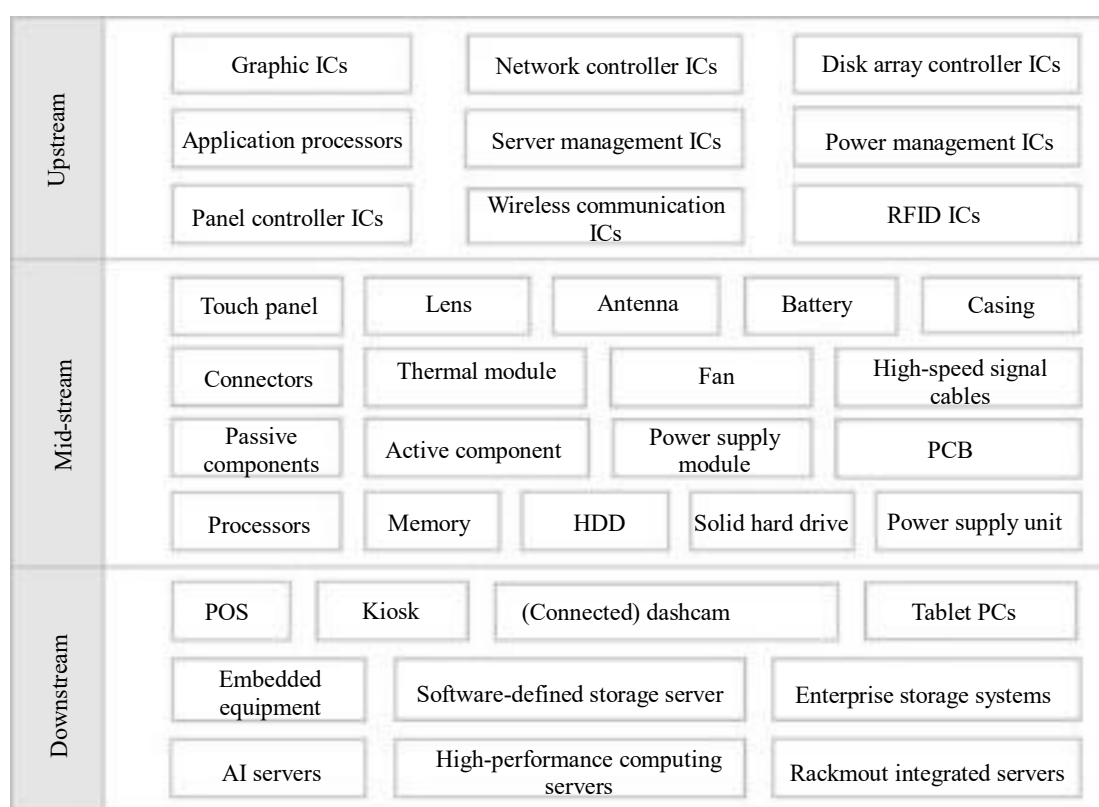 Upstream
Graphic ICs
Network controller ICs
Disk array controller ICs
Application processors
Server management ICs
Power management ICs
Panel controller ICs
Wireless communication
ICs
RFID ICs
Mid-stream
Touch panel
Lens
Antenna
Battery
Casing
Connectors
Thermal module
Fan
High-speed signal
cables
Passive
components
Active component
Power supply
module
PCB
Processors
Memory
HDD
Solid hard drive
Power supply unit
Downstream
POS
Kiosk
(Connected) dashcam
Tablet PCs
Embedded
equipment
Software-defined storage server
Enterprise storage systems
AI servers
High-performance computing
servers
Rackmout integrated servers